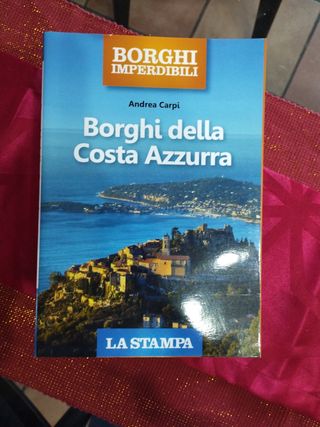 BORGHI
IMPERDIBILI
Andrea Carpi
Borghi della
Costa Azzurra
LA STAMPA